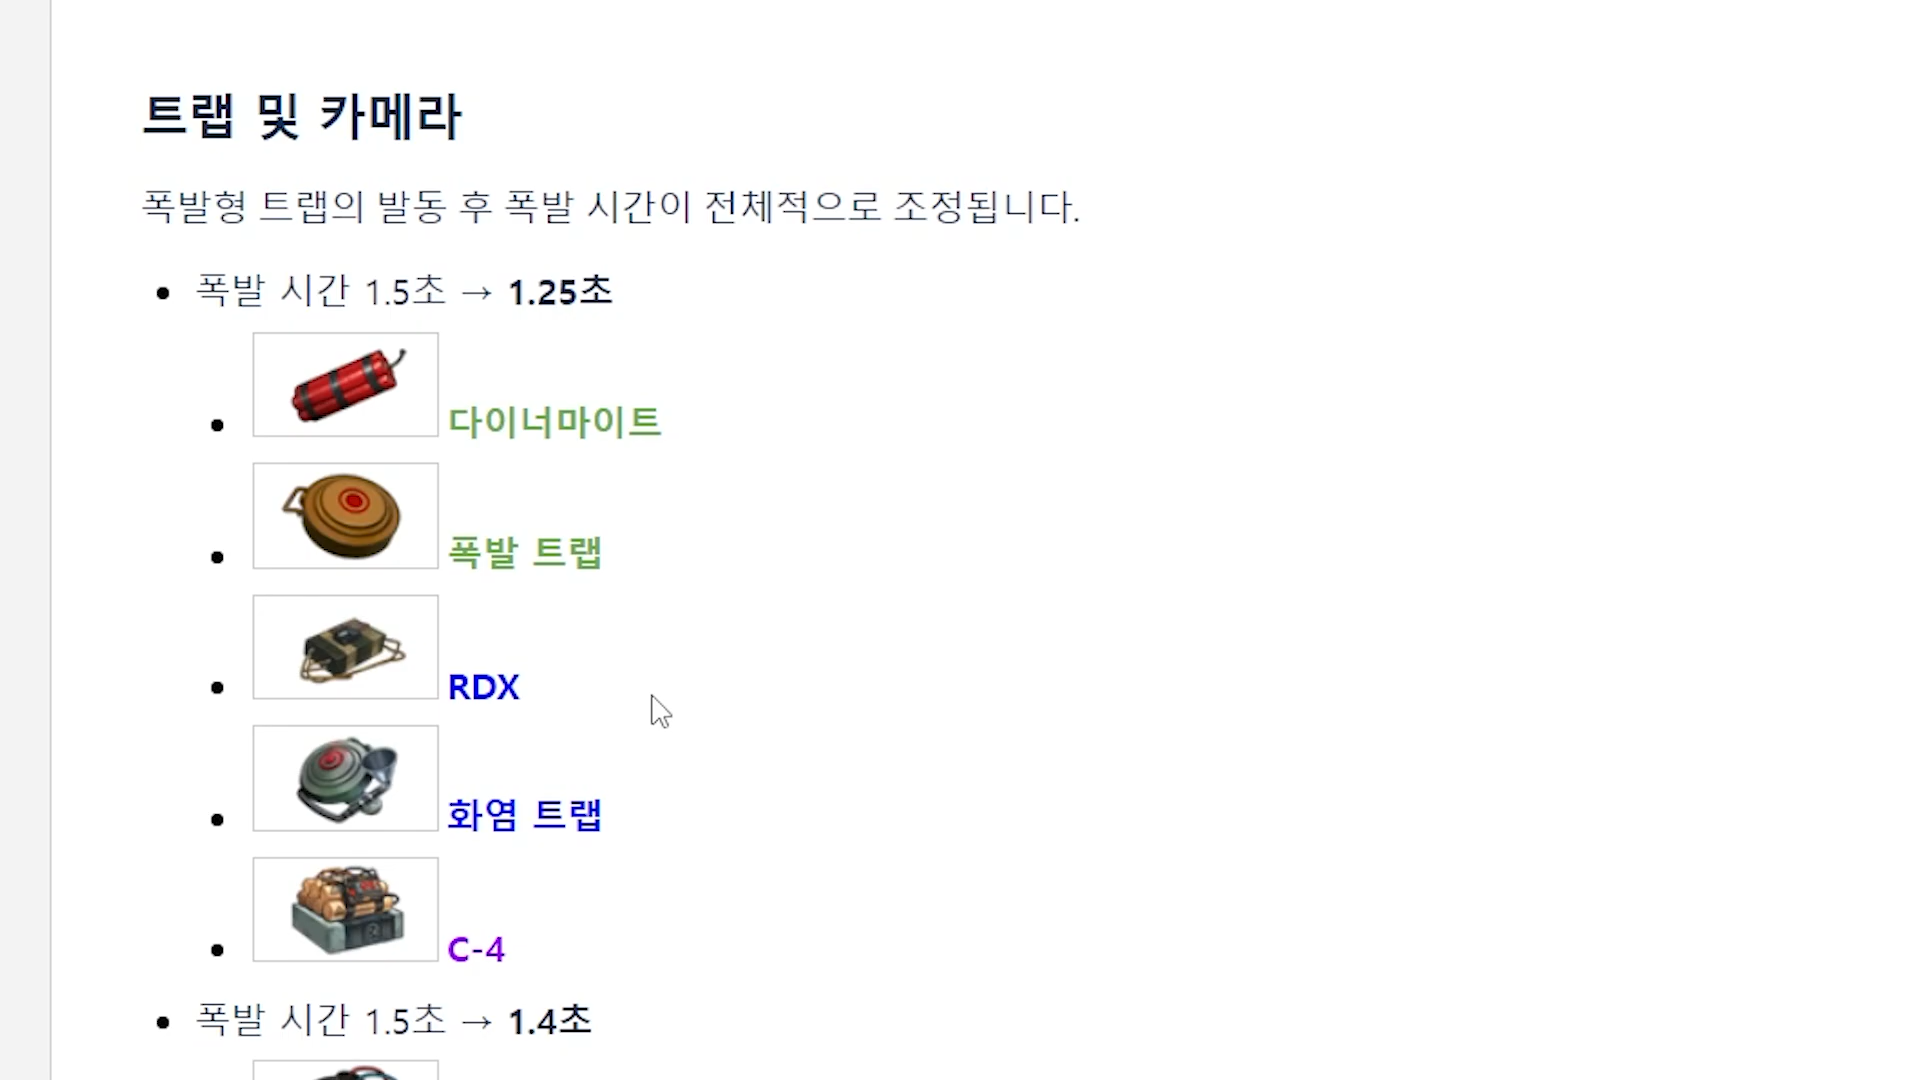 트랩 및 카메라
폭발형 트랩의 발동 후 폭발 시간이 전체적으로 조정됩니다.
폭발 시간 1.5초 → 1.25초
다이너마이트
폭발 트랩
RDX
화염 트랩
C-4
폭발 시간 1.5초 → 1.4초